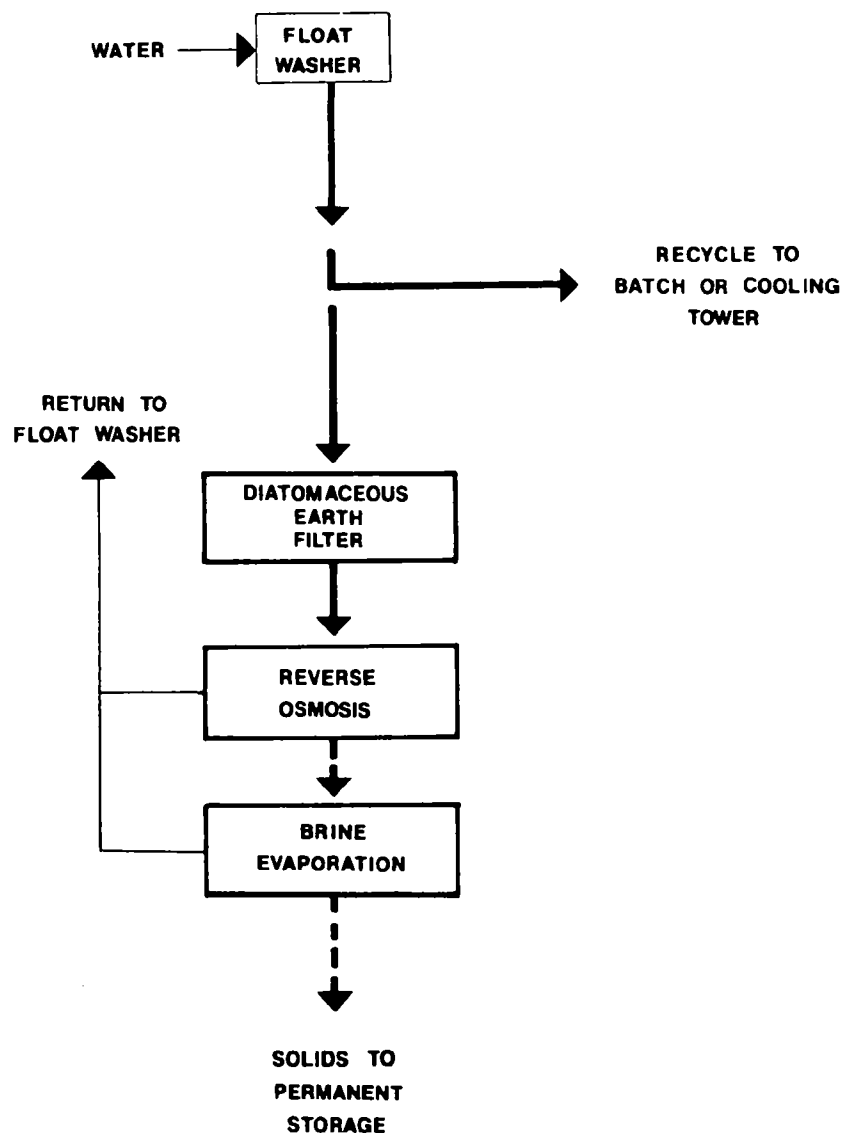 WATER
FLOAT
WASHER
RECYCLE TO
BATCH OR COOLING
TOWER
RETURN TO
FLOAT WASHER
DIATOMACEOUS
EARTH
FILTER
REVERSE
OSMOSIS
BRINE
EVAPORATION
SOLIDS TO
PERMANENT
STORAGE